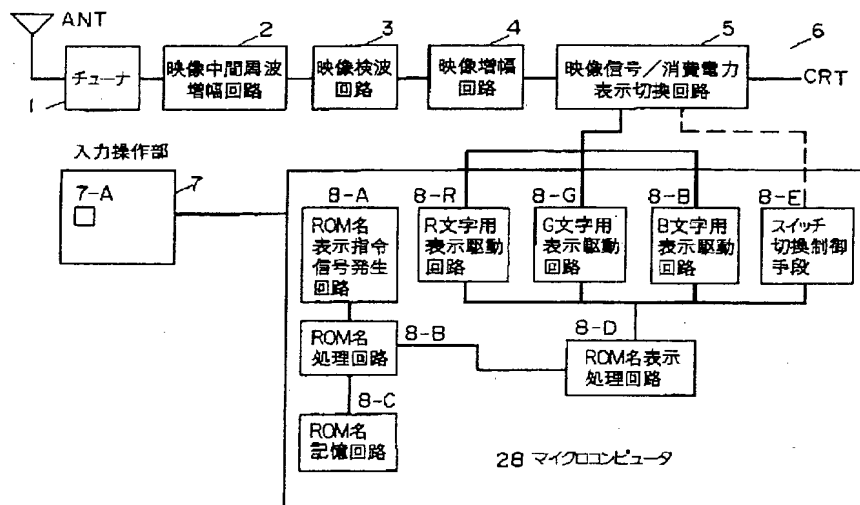 ANT
1
チューナ
2
映像中間周波
増幅回路
3
映像検波
回路
4
映像増幅
回路
5
映像信号／消費電力
表示切換回路
6
CRT
入力操作部
7-A
7
8-A
ROM名
表示指令
信号発生
回路
8-R
R文字用
表示駆動
回路
8-G
G文字用
表示駆動
回路
8-B
B文字用
表示駆動
回路
8-E
スイッチ
切換制御
手段
ROM名
処理回路
8-B
8-D
ROM名表示
処理回路
8-C
ROM名
記憶回路
28 マイクロコンピュータ